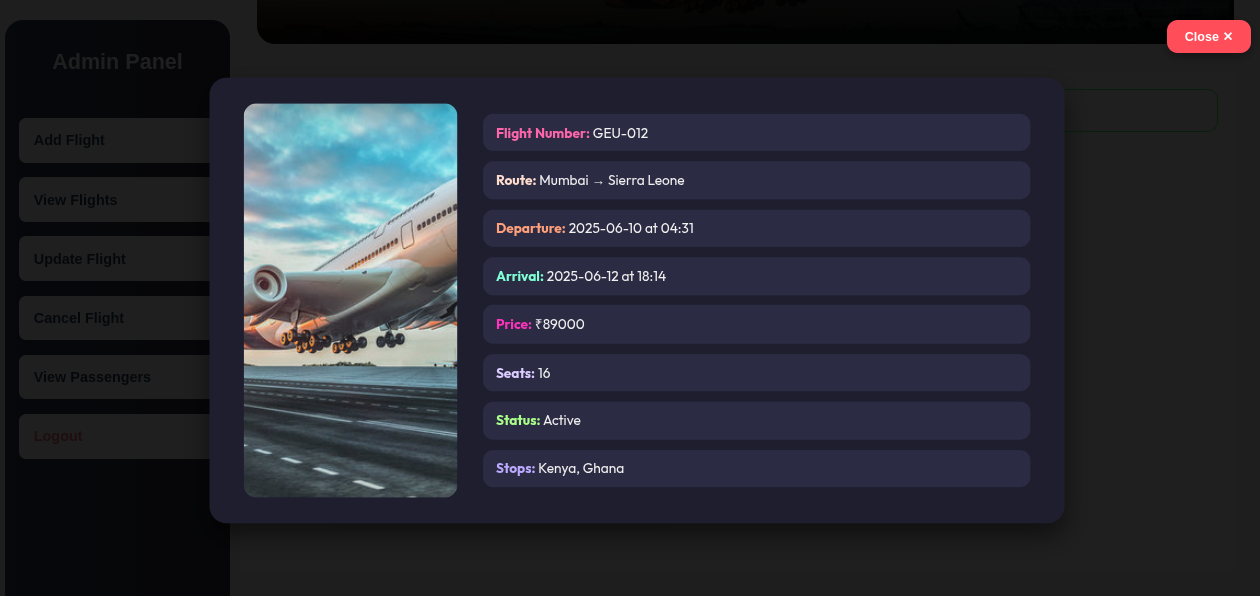 Close ✕
Admin Panel
Add Flight
View Flights
Update Flight
Cancel Flight
View Passengers
Logout
Flight Number: GEU-012
Route: Mumbai → Sierra Leone
Departure: 2025-06-10 at 04:31
Arrival: 2025-06-12 at 18:14
Price: ₹89000
Seats: 16
Status: Active
Stops: Kenya, Ghana